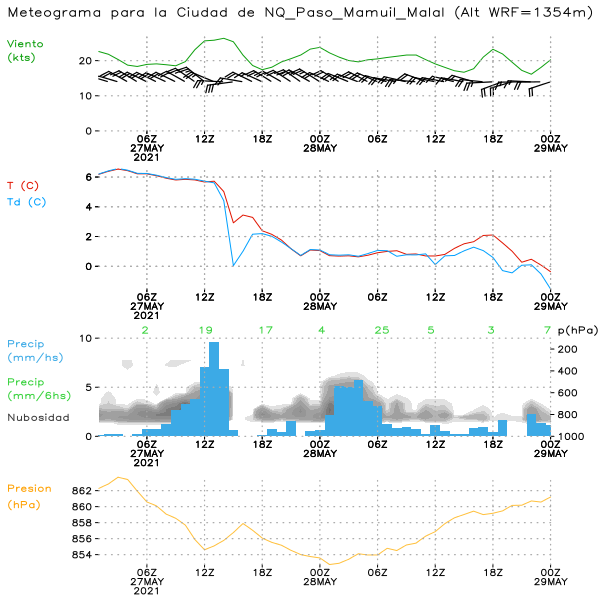 Meteograma para la Ciudad de NQ_Paso_Mamuil_Malal (Alt WRF=1354m)
Viento
(kts)
20
10
0
06Z 12Z 18Z 00Z 06Z 12Z 18Z 00Z
27MAY 28MAY 29MAY
2021
T (C)
Td (C)
6
4
2
0
06Z 12Z 18Z 00Z 06Z 12Z 18Z 00Z
27MAY 28MAY 29MAY
2021
2 19 17 4 25 5 3 7 p(hPa)
Precip
(mm/hs)
Precip
(mm/6hs)
Nubosidad
10
5
0
200
400
600
800
1000
06Z 12Z 18Z 00Z 06Z 12Z 18Z 00Z
27MAY 28MAY 29MAY
2021
Presion
(hPa)
862
860
858
856
854
06Z 12Z 18Z 00Z 06Z 12Z 18Z 00Z
27MAY 28MAY 29MAY
2021